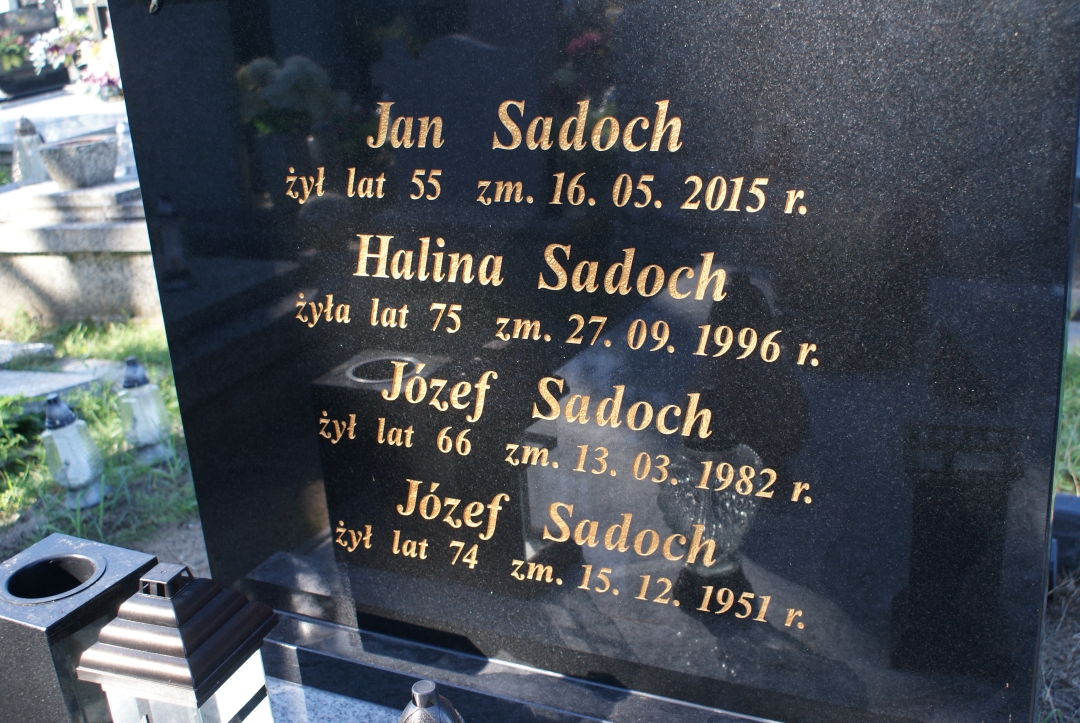 Jan Sadoch
żył lat 55 zm. 16. 05. 2015 r.
Halina Sadoch
żyła lat 75 zm. 27. 09. 1996 r.
Józef Sadoch
żył lat 66 zm. 13. 03. 1982 r.
Józef Sadoch
żył lat 74 zm. 15. 12. 1951 r.